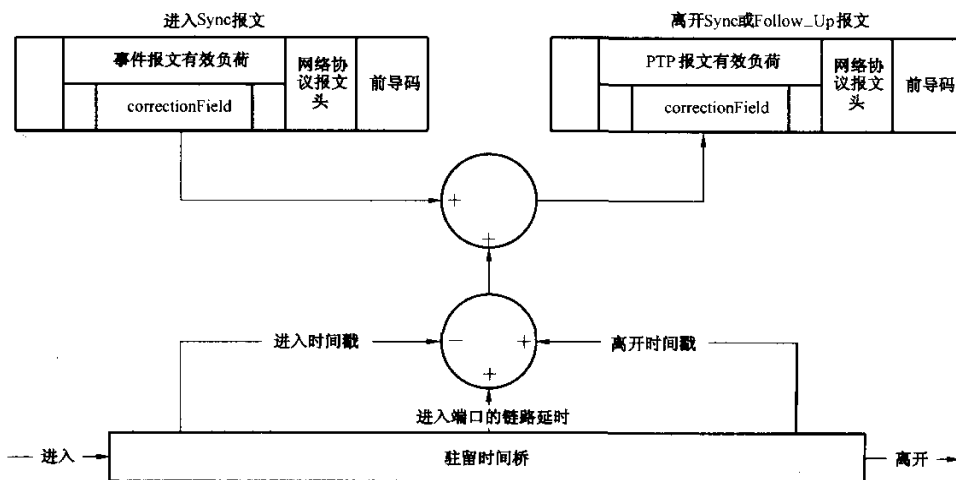 进入Sync报文
离开Sync或Follow_Up报文
事件报文有效负荷
网络协
议报文
头
前导码
correctionField
PTP 报文有效负荷
网络协
议报文
头
前导码
correctionField
+
+
进入时间戳
-
+
离开时间戳
+
进入端口的链路延时
进入
驻留时间桥
离开